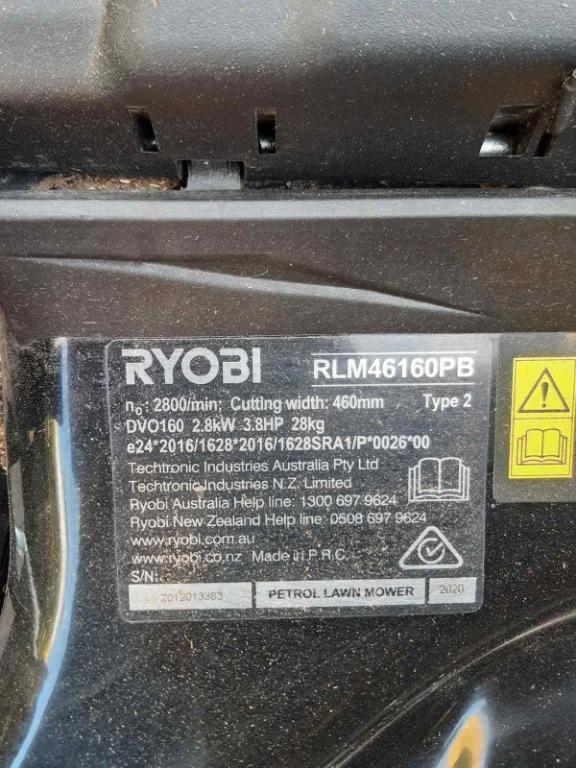 RYOBI RLM46160PB
n₀: 2800/min; Cutting width: 460mm Type 2
DVO160 2.8kW 3.8HP 28kg
e24*2016/1628*2016/1628SRA1/P*0026*00
Techtronic Industries Australia Pty Ltd
Techtronic Industries N.Z. Limited
Ryobi Australia Help line: 1300 697 9624
Ryobi New Zealand Help line: 0508 697 9624
www.ryobi.com.au
www.ryobi.co.nz Made in P.R.C.
S/N:
2012013383 PETROL LAWN MOWER 2020